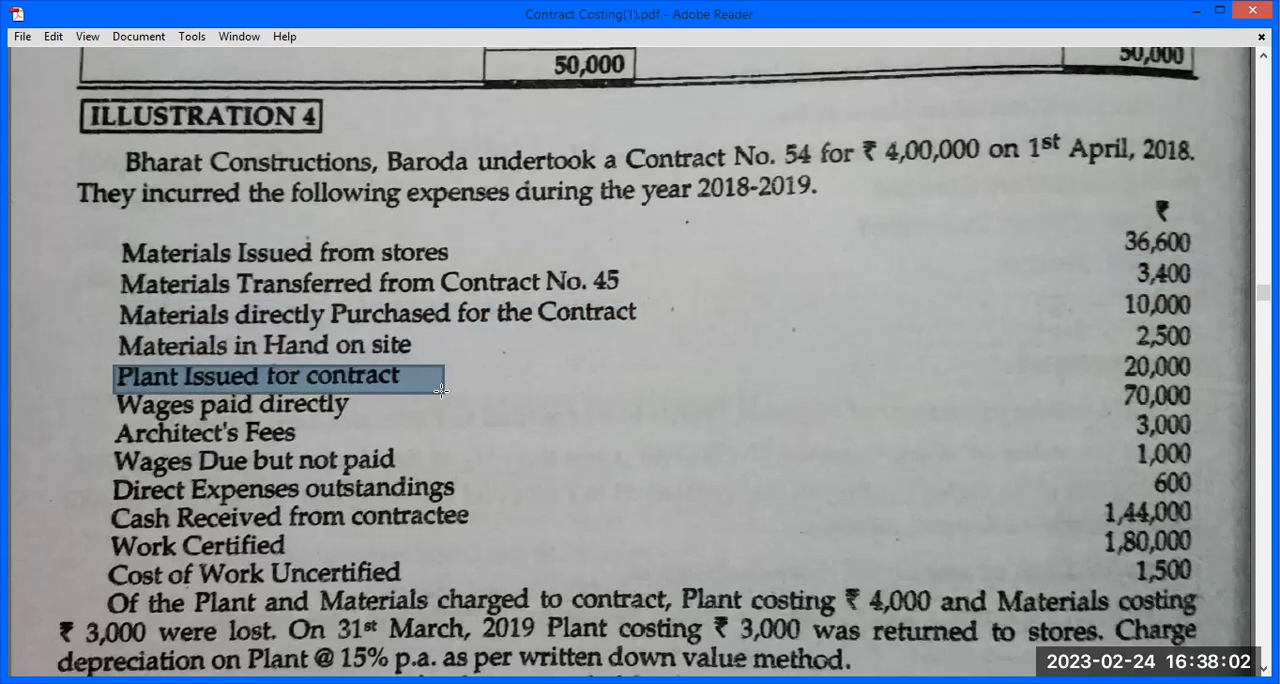 Contract Costing(1).pdf - Adobe Reader
File Edit View Document Tools Window Help
50,000 50,000
ILLUSTRATION 4
Bharat Constructions, Baroda undertook a Contract No. 54 for ₹ 4,00,000 on 1st April, 2018.
They incurred the following expenses during the year 2018-2019.
₹
Materials Issued from stores 36,600
Materials Transferred from Contract No. 45 3,400
Materials directly Purchased for the Contract 10,000
Materials in Hand on site 2,500
Plant Issued for contract 20,000
Wages paid directly 70,000
Architect's Fees 3,000
Wages Due but not paid 1,000
Direct Expenses outstandings 600
Cash Received from contractee 1,44,000
Work Certified 1,80,000
Cost of Work Uncertified 1,500
Of the Plant and Materials charged to contract, Plant costing ₹ 4,000 and Materials costing
₹ 3,000 were lost. On 31st March, 2019 Plant costing ₹ 3,000 was returned to stores. Charge
depreciation on Plant @ 15% p.a. as per written down value method.
2023-02-24 16:38:02